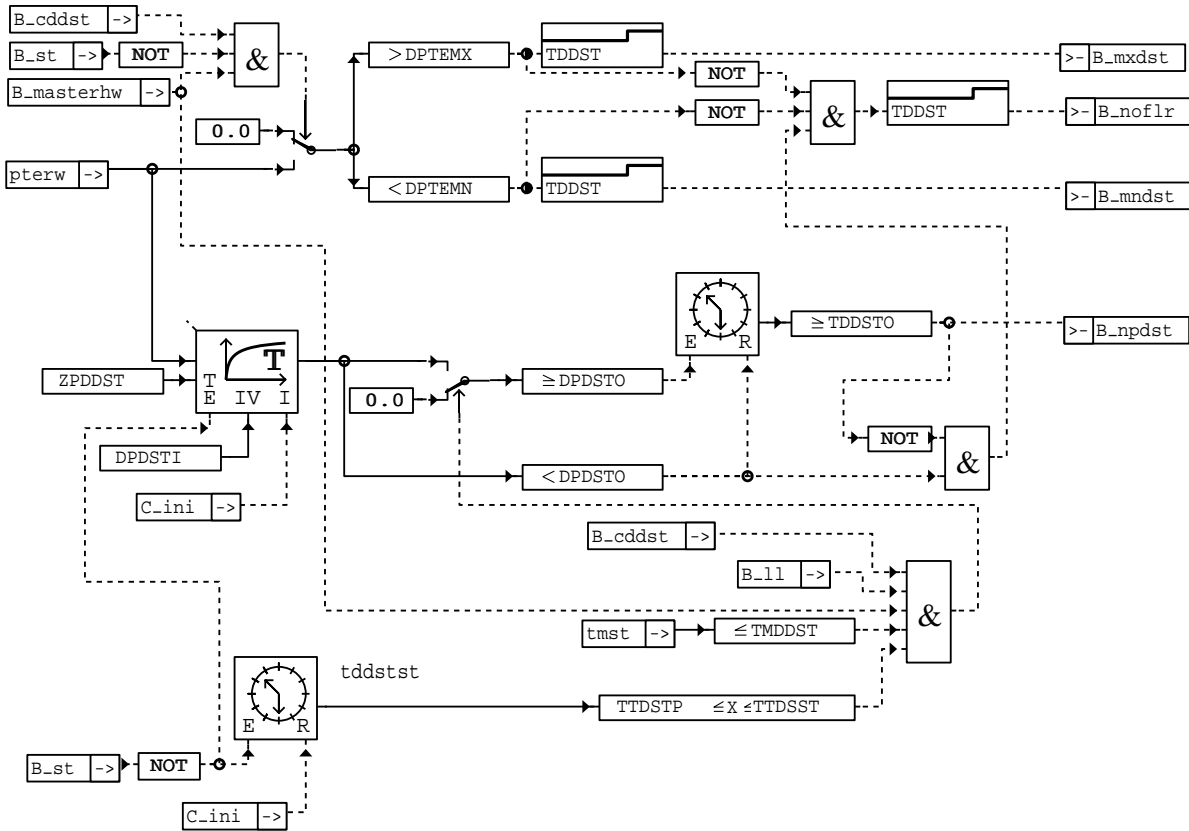 B_cddst ->
B_st -> NOT
&
B_masterhw ->
0.0
pterw ->
>DPTEMX
TDDST
>- B_mxdst
NOT
NOT
&
TDDST
>- B_noflr
<DPTEMN
TDDST
>- B_mndst
E R
≥TDDSTO
>- B_npdst
T
ZPDDST
T
E IV I
0.0
≥DPDSTO
DPDSTI
<DPDSTO
NOT
&
C_ini ->
B_cddst ->
B_ll ->
&
tmst ->
≤TMDDST
tddstst
E R
TTDSTP ≤X≤TTDSST
B_st -> NOT
C_ini ->